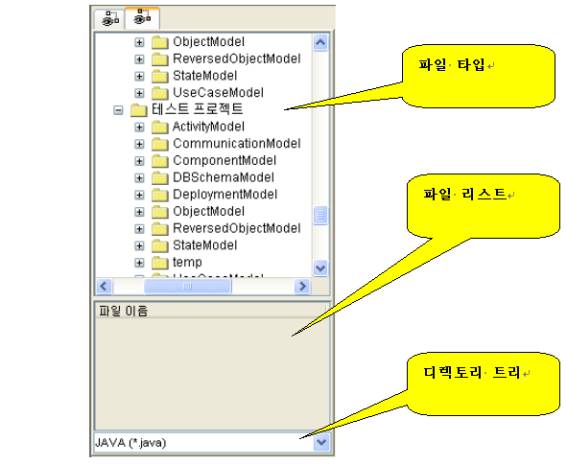 ObjectModel
ReversedObjectModel
StateModel
UseCaseModel
테스트 프로젝트
ActivityModel
CommunicationModel
ComponentModel
DBSchemaModel
DeploymentModel
ObjectModel
ReversedObjectModel
StateModel
temp
UseCaseModel
파일 이름
JAVA (*.java)
파일 타입
파일 리스트
디렉토리 트리